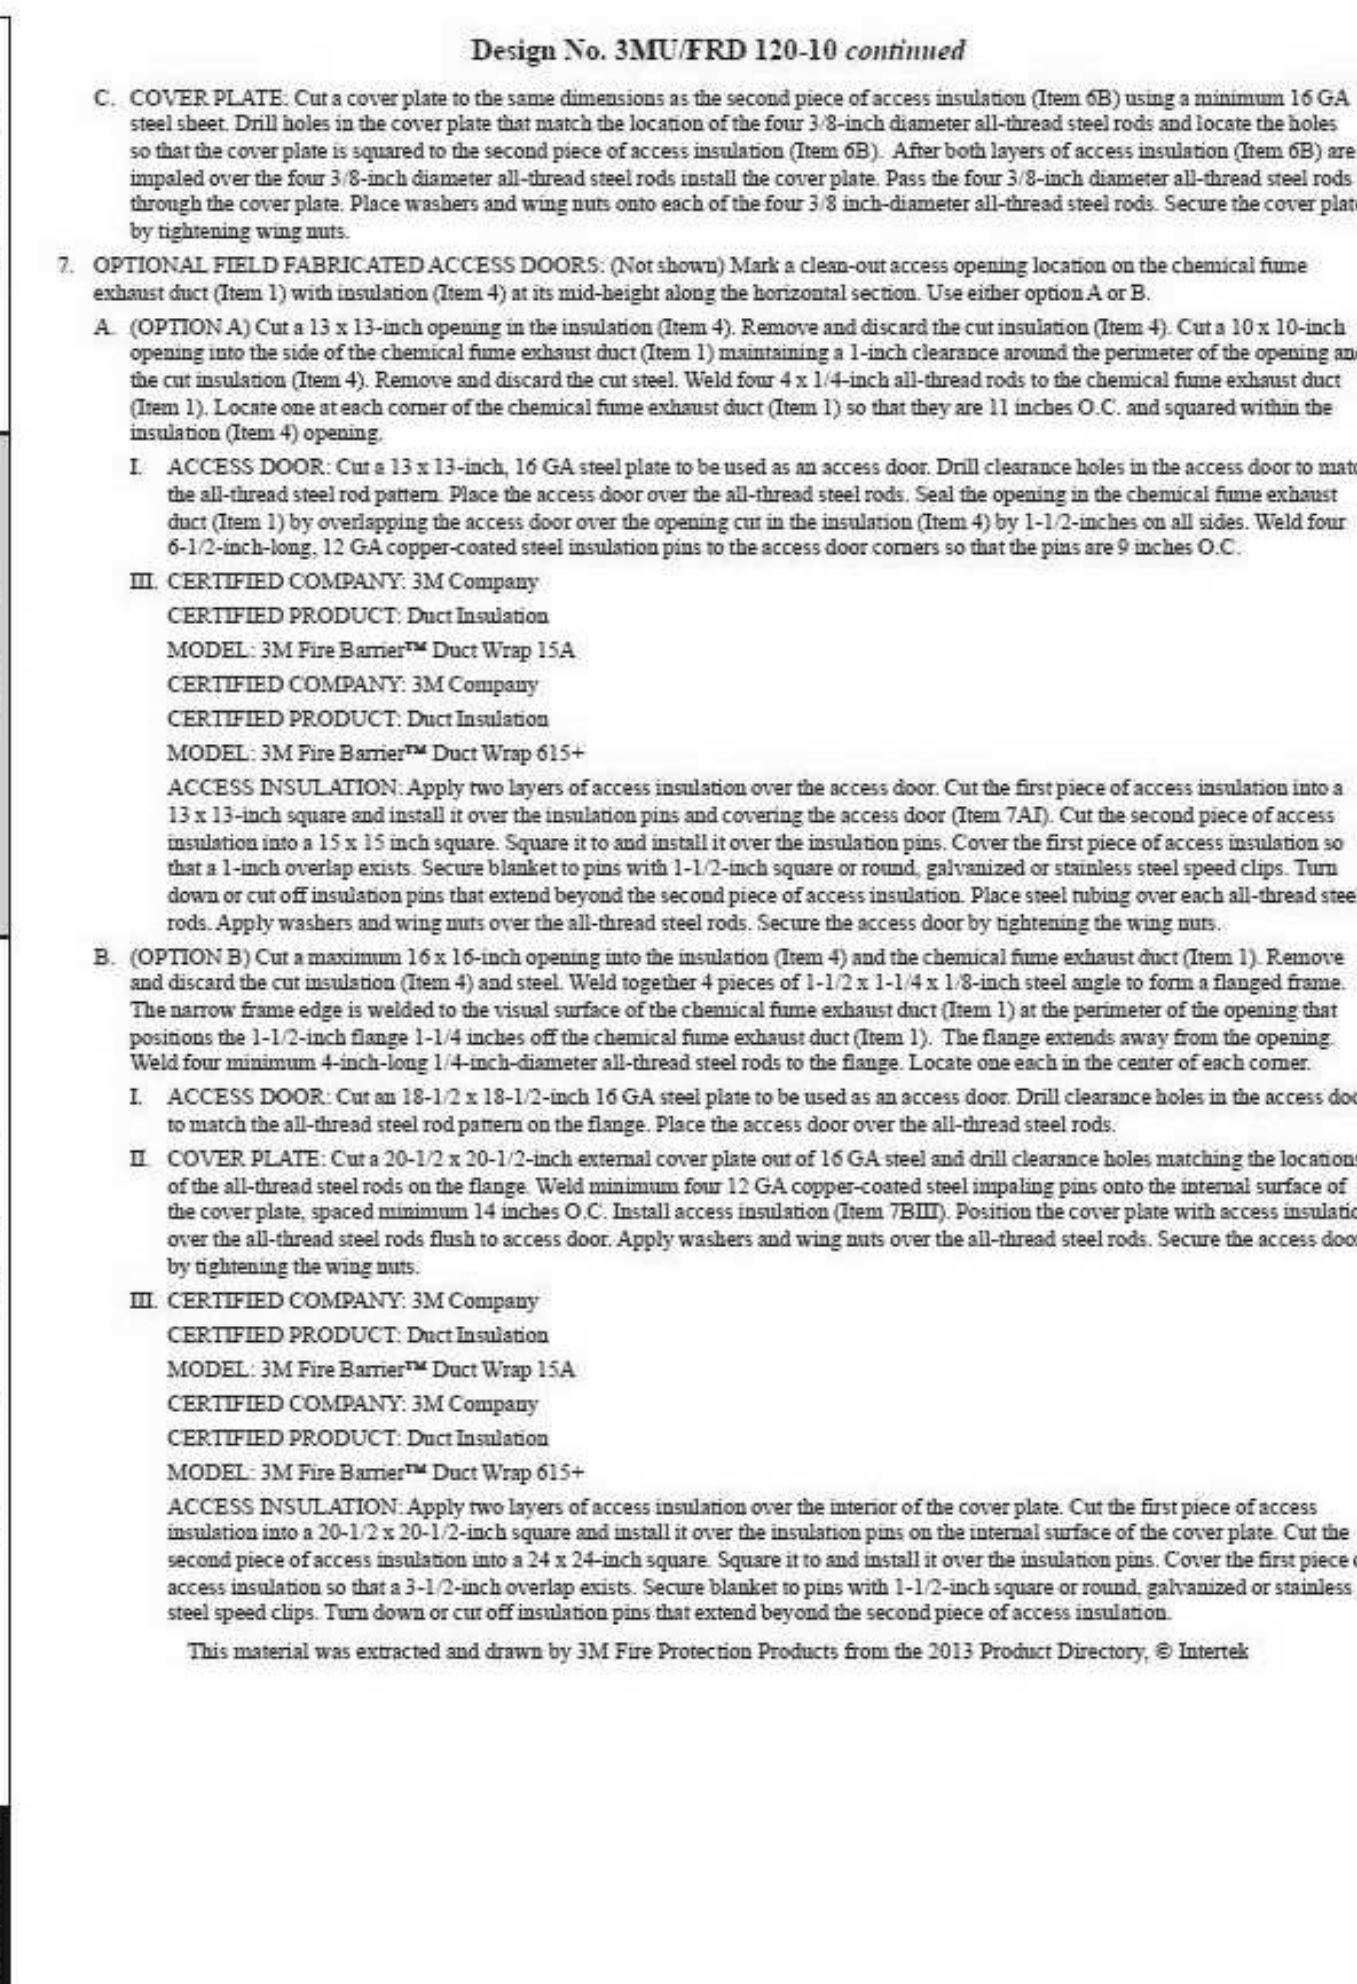 Design No. 3MU/FRD 120-10 continued
C. COVER PLATE: Cut a cover plate to the same dimensions as the second piece of access insulation (Item 6B) using a minimum 16 GA
steel sheet. Drill holes in the cover plate that match the location of the four 3/8-inch diameter all-thread steel rods and locate the holes
so that the cover plate is squared to the second piece of access insulation (Item 6B). After both layers of access insulation (Item 6B) are
impaled over the four 3/8-inch diameter all-thread steel rods install the cover plate. Pass the four 3/8-inch diameter all-thread steel rods
through the cover plate. Place washers and wing nuts onto each of the four 3/8 inch-diameter all-thread steel rods. Secure the cover plate
by tightening wing nuts.
7. OPTIONAL FIELD FABRICATED ACCESS DOORS: (Not shown) Mark a clean-out access opening location on the chemical fume
exhaust duct (Item 1) with insulation (Item 4) at its mid-height along the horizontal section. Use either option A or B.
A. (OPTION A) Cut a 13 x 13-inch opening in the insulation (Item 4). Remove and discard the cut insulation (Item 4). Cut a 10 x 10-inch
opening into the side of the chemical fume exhaust duct (Item 1) maintaining a 1-inch clearance around the perimeter of the opening an
the cut insulation (Item 4). Remove and discard the cut steel. Weld four 4 x 1/4-inch all-thread rods to the chemical fume exhaust duct
(Item 1). Locate one at each corner of the chemical fume exhaust duct (Item 1) so that they are 11 inches O.C. and squared within the
insulation (Item 4) opening.
I. ACCESS DOOR: Cut a 13 x 13-inch, 16 GA steel plate to be used as an access door. Drill clearance holes in the access door to matc
the all-thread steel rod pattern. Place the access door over the all-thread steel rods. Seal the opening in the chemical fume exhaust
duct (Item 1) by overlapping the access door over the opening cut in the insulation (Item 4) by 1-1/2-inches on all sides. Weld four
6-1/2-inch-long, 12 GA copper-coated steel insulation pins to the access door corners so that the pins are 9 inches O.C.
III. CERTIFIED COMPANY: 3M Company
CERTIFIED PRODUCT: Duct Insulation
MODEL: 3M Fire Barrier™ Duct Wrap 15A
CERTIFIED COMPANY: 3M Company
CERTIFIED PRODUCT: Duct Insulation
MODEL: 3M Fire Barrier™ Duct Wrap 615+
ACCESS INSULATION: Apply two layers of access insulation over the access door. Cut the first piece of access insulation into a
13 x 13-inch square and install it over the insulation pins and covering the access door (Item 7AI). Cut the second piece of access
insulation into a 15 x 15 inch square. Square it to and install it over the insulation pins. Cover the first piece of access insulation so
that a 1-inch overlap exists. Secure blanket to pins with 1-1/2-inch square or round, galvanized or stainless steel speed clips. Turn
down or cut off insulation pins that extend beyond the second piece of access insulation. Place steel tubing over each all-thread stee
rods. Apply washers and wing nuts over the all-thread steel rods. Secure the access door by tightening the wing nuts.
B. (OPTION B) Cut a maximum 16 x 16-inch opening into the insulation (Item 4) and the chemical fume exhaust duct (Item 1). Remove
and discard the cut insulation (Item 4) and steel. Weld together 4 pieces of 1-1/2 x 1-1/4 x 1/8-inch steel angle to form a flanged frame.
The narrow frame edge is welded to the visual surface of the chemical fume exhaust duct (Item 1) at the perimeter of the opening that
positions the 1-1/2-inch flange 1-1/4 inches off the chemical fume exhaust duct (Item 1). The flange extends away from the opening.
Weld four minimum 4-inch-long 1/4-inch-diameter all-thread steel rods to the flange. Locate one each in the center of each corner.
I. ACCESS DOOR: Cut an 18-1/2 x 18-1/2-inch 16 GA steel plate to be used as an access door. Drill clearance holes in the access doo
to match the all-thread steel rod pattern on the flange. Place the access door over the all-thread steel rods.
II. COVER PLATE: Cut a 20-1/2 x 20-1/2-inch external cover plate out of 16 GA steel and drill clearance holes matching the locations
of the all-thread steel rods on the flange. Weld minimum four 12 GA copper-coated steel impaling pins onto the internal surface of
the cover plate, spaced minimum 14 inches O.C. Install access insulation (Item 7BIII). Position the cover plate with access insulatio
over the all-thread steel rods flush to access door. Apply washers and wing nuts over the all-thread steel rods. Secure the access door
by tightening the wing nuts.
III. CERTIFIED COMPANY: 3M Company
CERTIFIED PRODUCT: Duct Insulation
MODEL: 3M Fire Barrier™ Duct Wrap 15A
CERTIFIED COMPANY: 3M Company
CERTIFIED PRODUCT: Duct Insulation
MODEL: 3M Fire Barrier™ Duct Wrap 615+
ACCESS INSULATION: Apply two layers of access insulation over the interior of the cover plate. Cut the first piece of access
insulation into a 20-1/2 x 20-1/2-inch square and install it over the insulation pins on the internal surface of the cover plate. Cut the
second piece of access insulation into a 24 x 24-inch square. Square it to and install it over the insulation pins. Cover the first piece o
access insulation so that a 3-1/2-inch overlap exists. Secure blanket to pins with 1-1/2-inch square or round, galvanized or stainless
steel speed clips. Turn down or cut off insulation pins that extend beyond the second piece of access insulation.
This material was extracted and drawn by 3M Fire Protection Products from the 2013 Product Directory, © Intertek